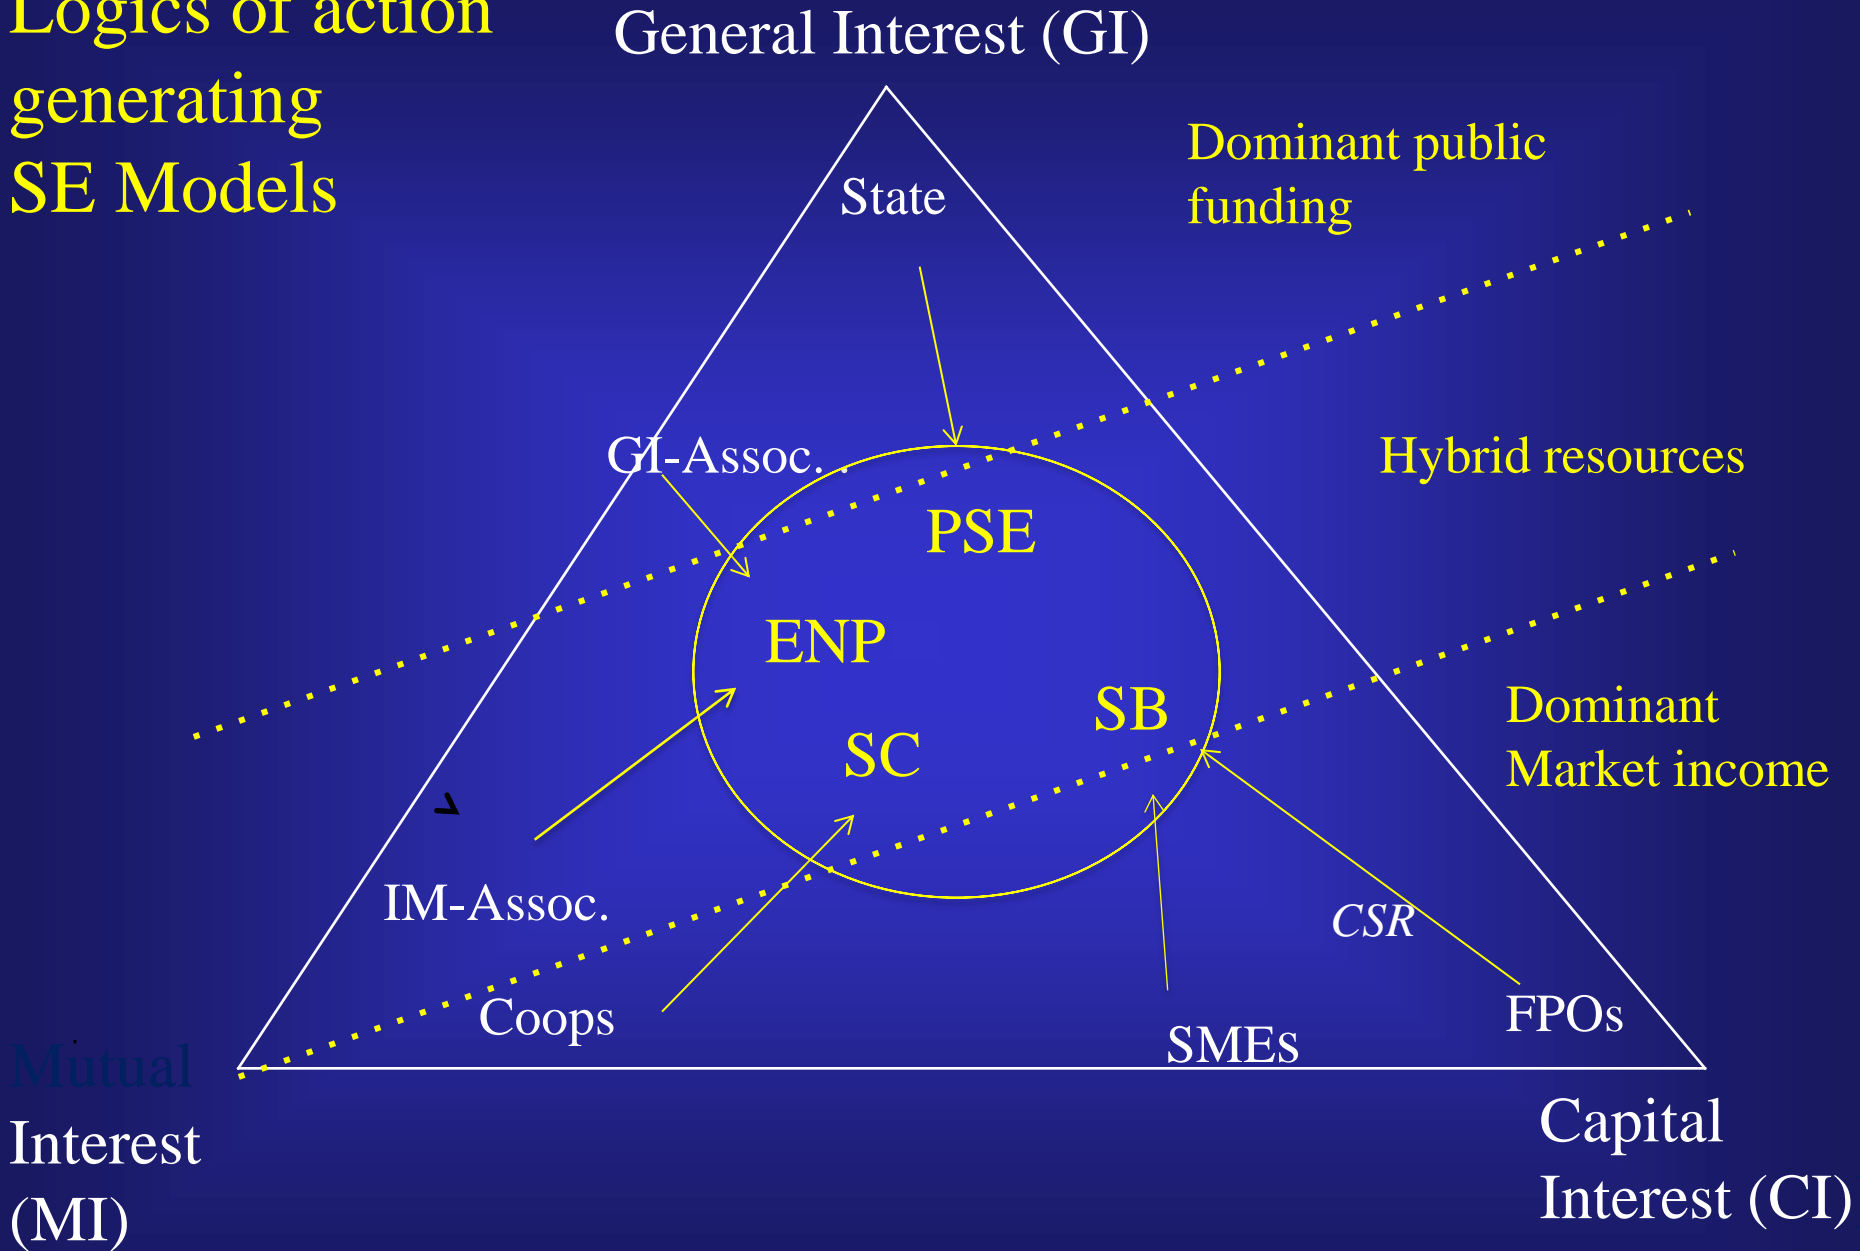 Logics of action
generating
SE Models
General Interest (GI)
Dominant public
funding
State
GI-Assoc. .
Hybrid resources
PSE
ENP
SB
SC
Dominant
Market income
IM-Assoc.
CSR
Coops
SMEs
FPOs
Mutual
Interest
(MI)
Capital
Interest (CI)